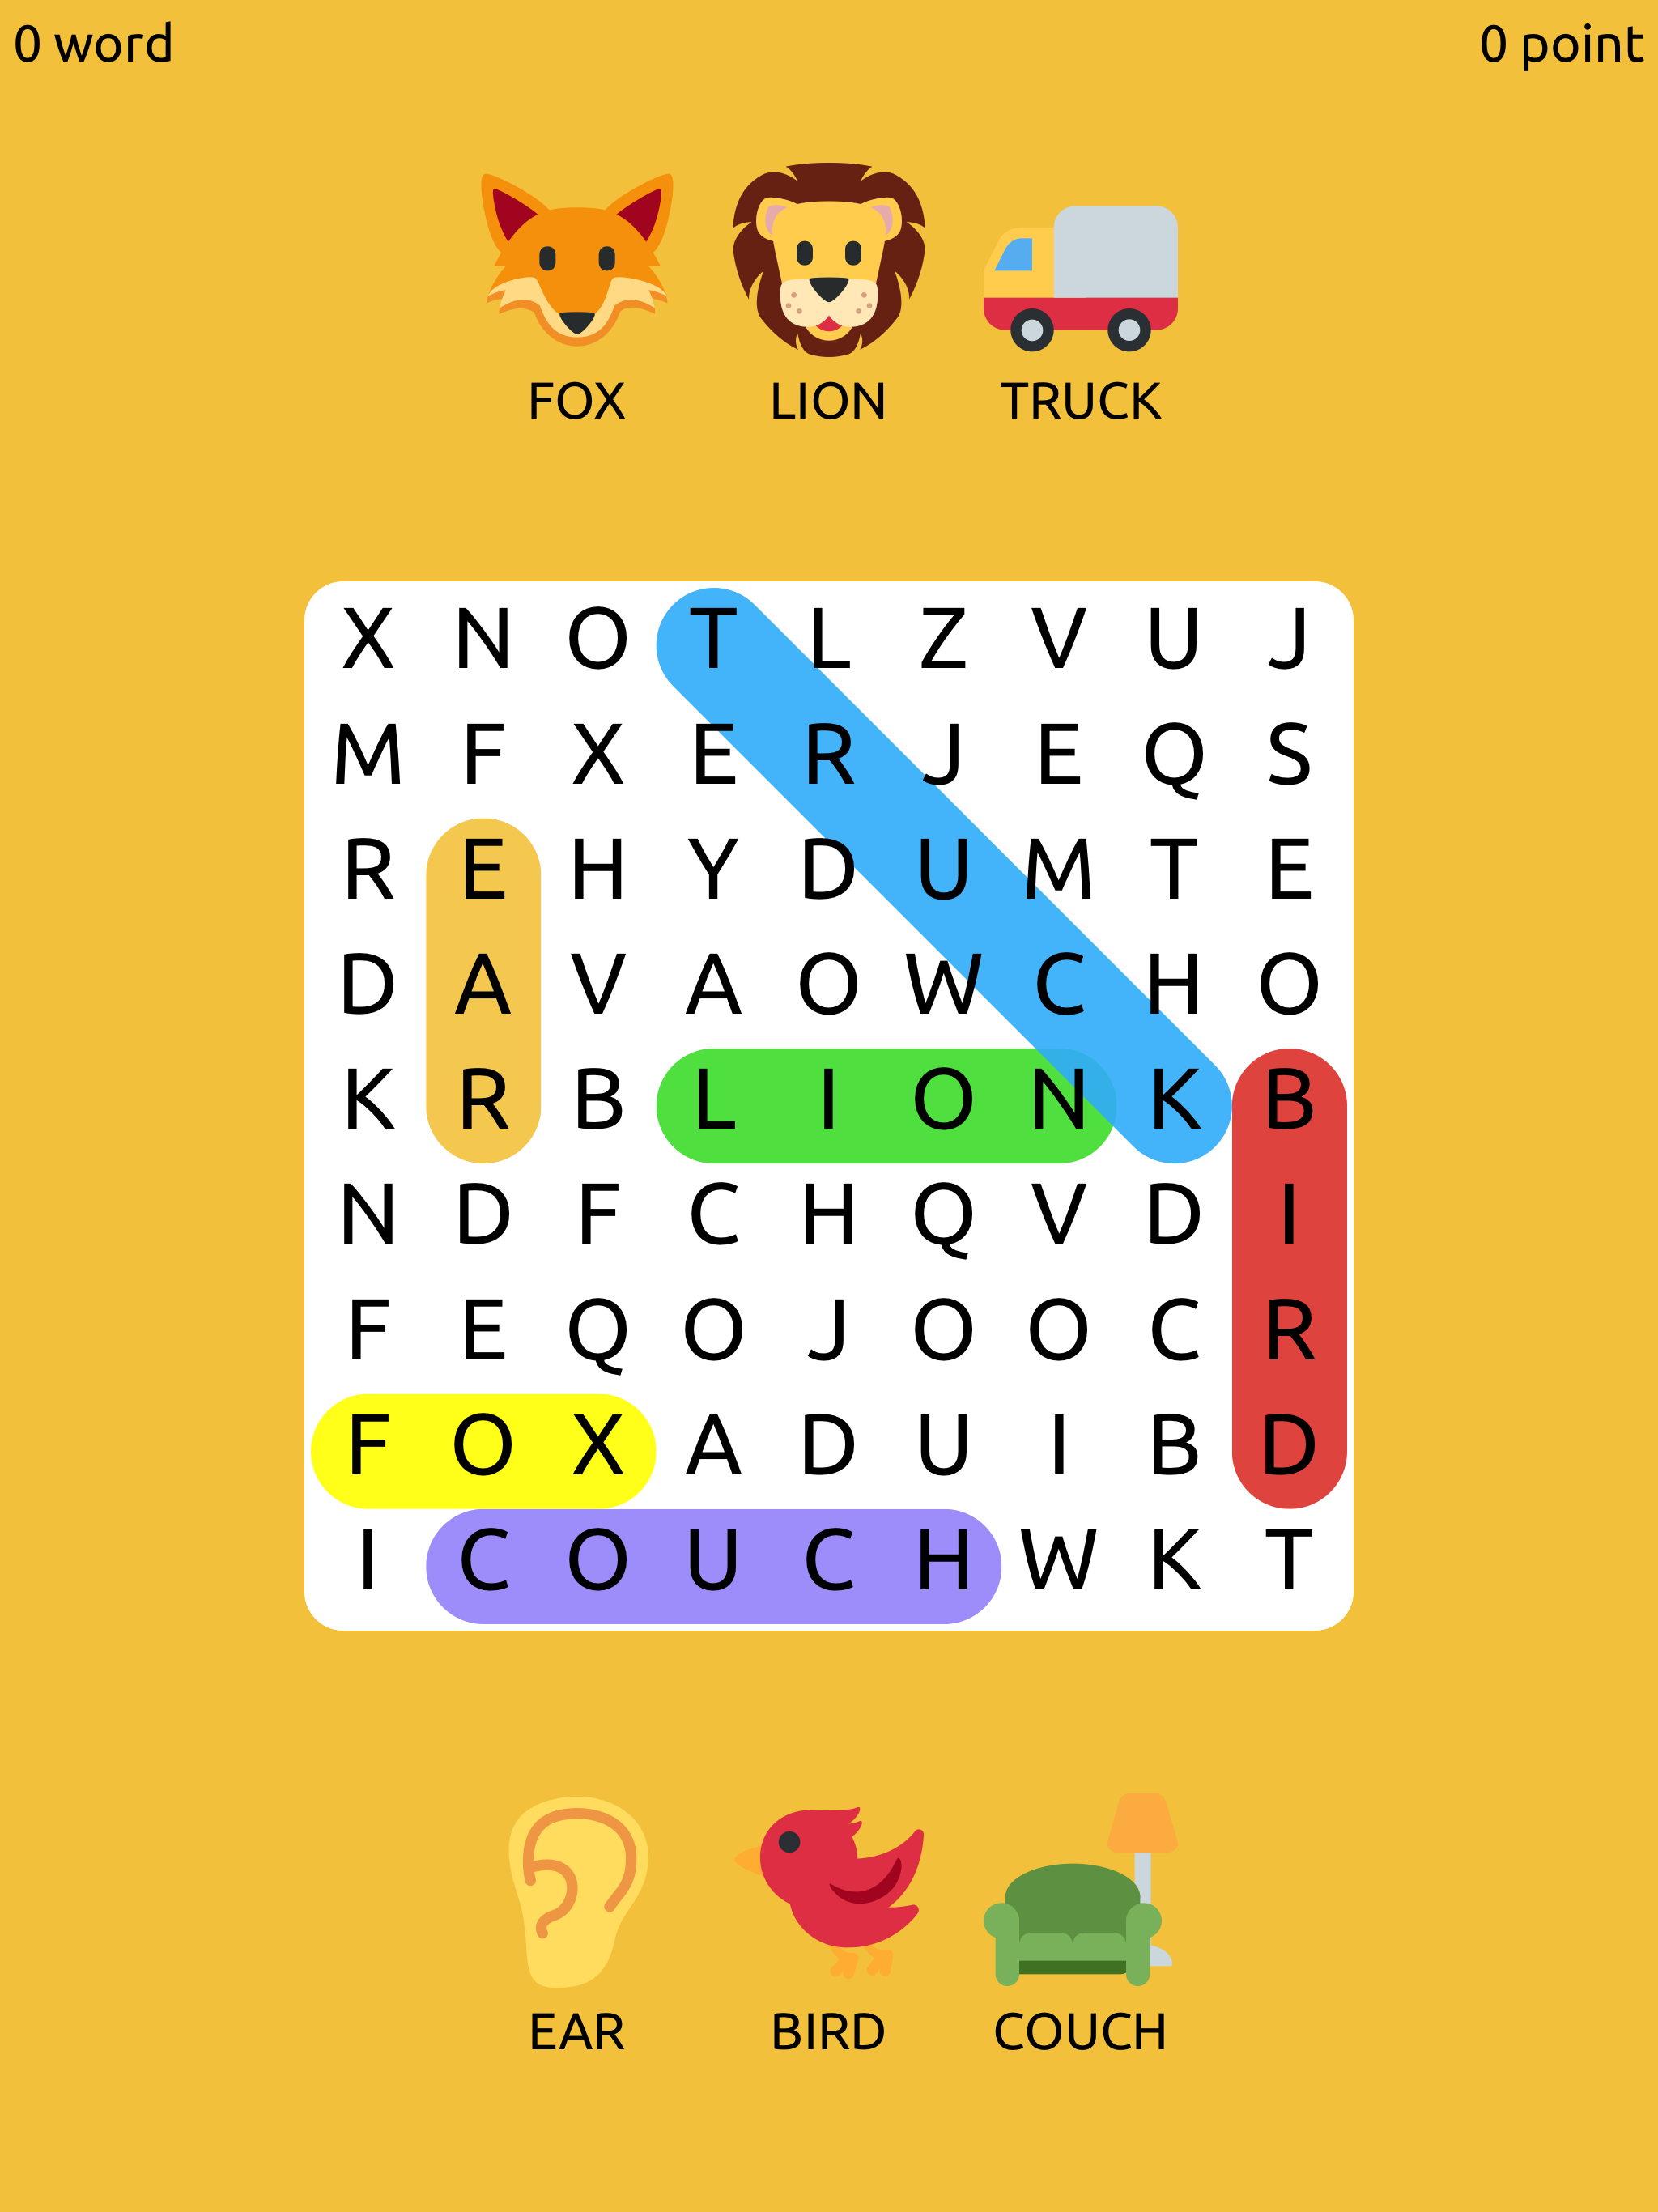 0 word 0 point
FOX LION TRUCK
X N O T L Z V U J
M F X E R J E Q S
R E H Y D U M T E
D A V A O W C H O
K R B L I O N K B
N D F C H Q V D I
F E Q O J O O C R
F O X A D U I B D
I C O U C H W K T
EAR BIRD COUCH